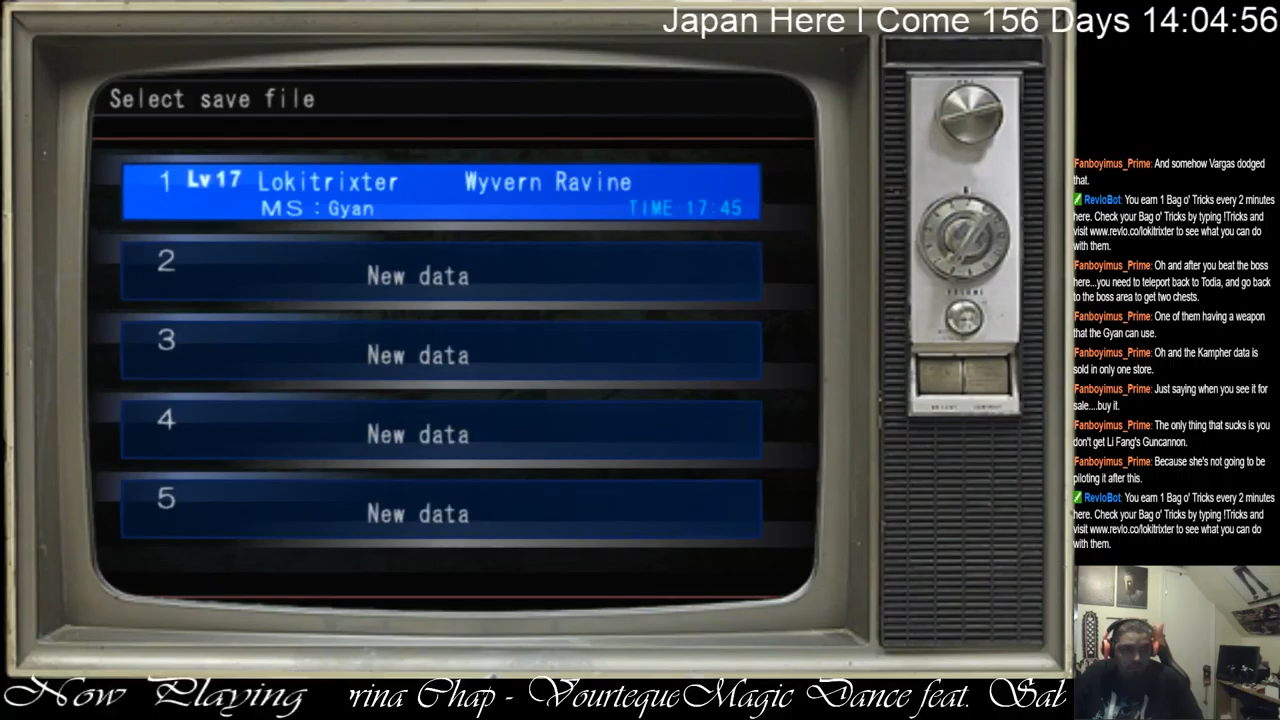 Japan Here I Come 156 Days 14:04:56
Select save file
1 Lv17 Lokitrixter Wyvern Ravine
MS : Gyan TIME 17:45
2 New data
3 New data
4 New data
5 New data
VOLUME
Fanboyimus_Prime: And somehow Vargas dodged
that.
RevloBot: You earn 1 Bag o' Tricks every 2 minutes
here. Check your Bag o' Tricks by typing !Tricks and
visit www.revlo.co/lokitrixter to see what you can do
with them.
Fanboyimus_Prime: Oh and after you beat the boss
here...you need to teleport back to Todia, and go back
to the boss area to get two chests.
Fanboyimus_Prime: One of them having a weapon
that the Gyan can use.
Fanboyimus_Prime: Oh and the Kampher data is
sold in only one store.
Fanboyimus_Prime: Just saying when you see it for
sale....buy it.
Fanboyimus_Prime: The only thing that sucks is you
don't get Li Fang's Guncannon.
Fanboyimus_Prime: Because she's not going to be
piloting it after this.
RevloBot: You earn 1 Bag o' Tricks every 2 minutes
here. Check your Bag o' Tricks by typing !Tricks and
visit www.revlo.co/lokitrixter to see what you can do
with them.
Now Playing rina Chap - VourtequeMagic Dance feat. Sab